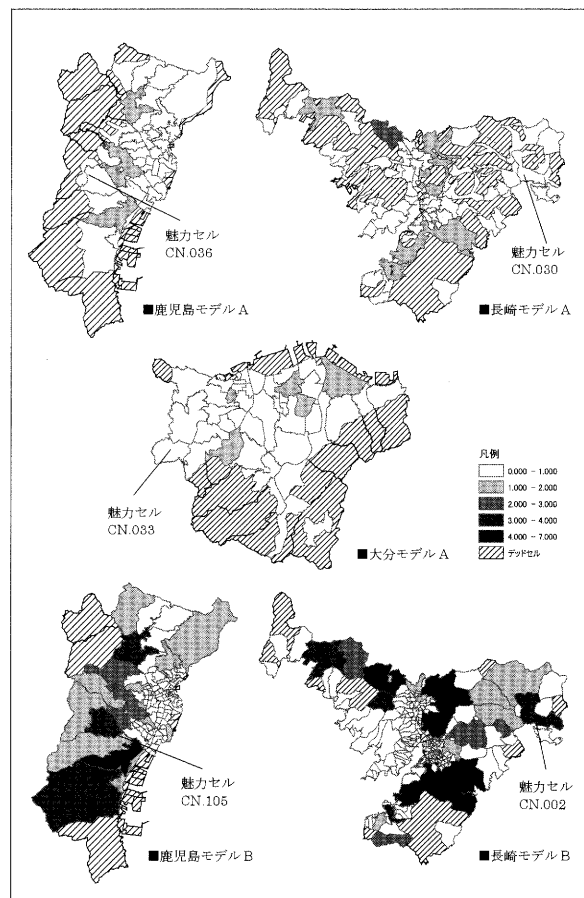 魅力セル
CN.036
■鹿児島モデルA
魅力セル
CN.030
■長崎モデルA
魅力セル
CN.033
■大分モデルA
凡例
0.000 - 1.000
1.000 - 2.000
2.000 - 3.000
3.000 - 4.000
4.000 - 7.000
デッドセル
魅力セル
CN.105
■鹿児島モデルB
魅力セル
CN.002
■長崎モデルB